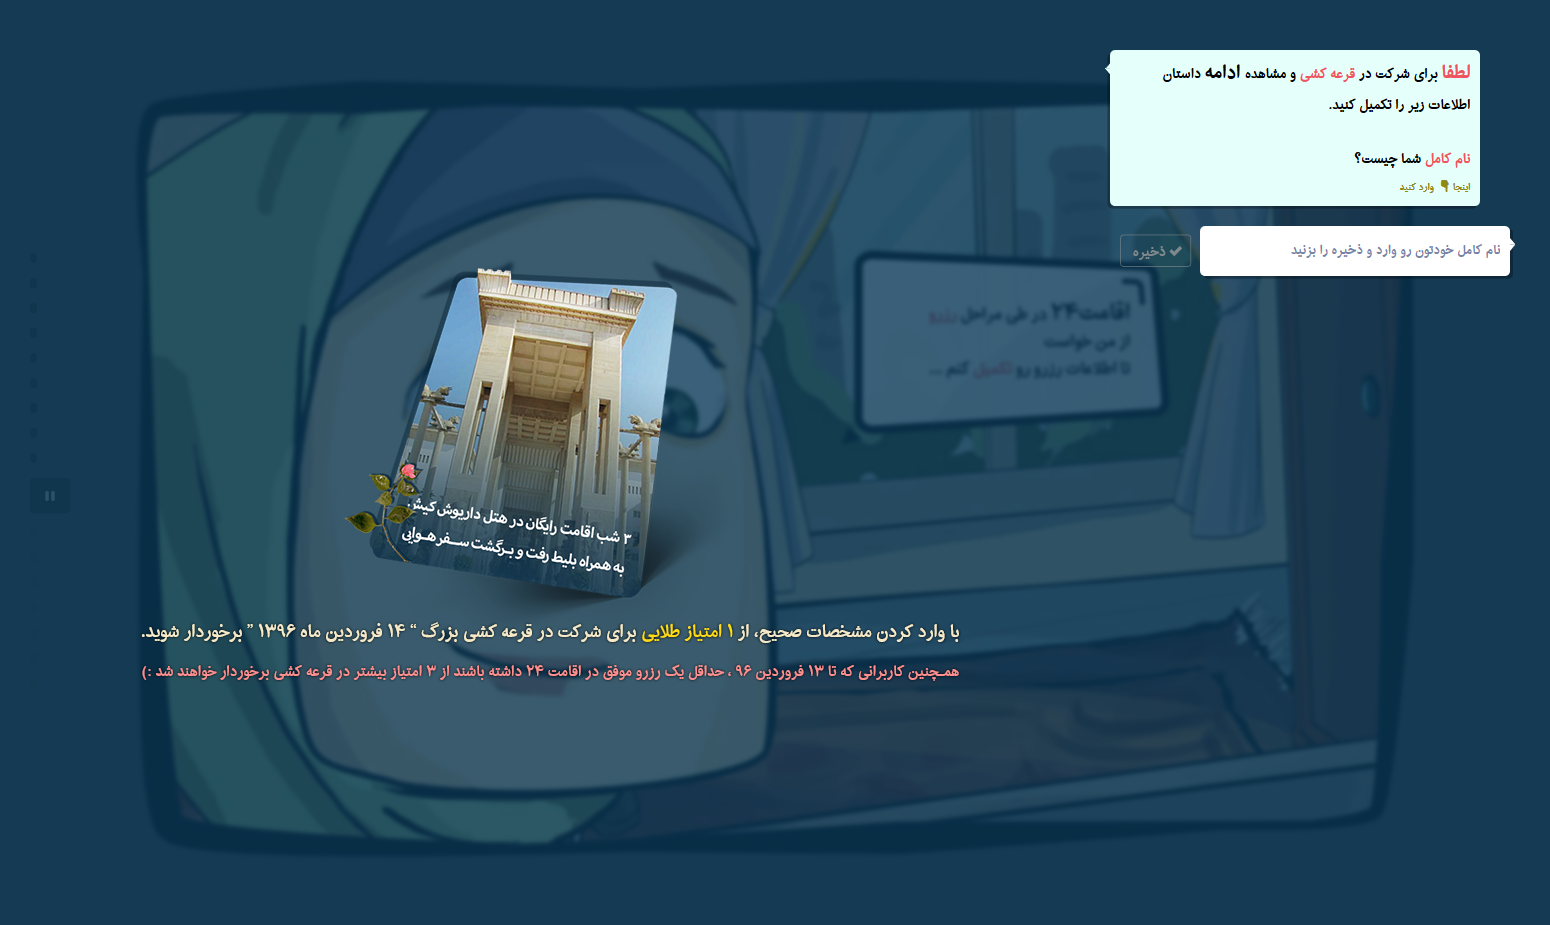 لطفا برای شرکت در قرعه کشی و مشاهده ادامه داستان
اطلاعات زیر را تکمیل کنید.
نام کامل شما چیست؟
اینجا 👇 وارد کنید
نام کامل خودتون رو وارد و ذخیره را بزنید
ذخیره
اقامت۲۴ در طی مراحل رزرو
از من خواست
تا اطلاعات رزرو رو تکمیل کنم ...
۳ شب اقامت رایگان در هتل داریوش کیش.
به همراه بلیط رفت و برگشت سفر هوایی
با وارد کردن مشخصات صحیح، از ۱ امتیاز طلایی برای شرکت در قرعه کشی بزرگ “ ۱۴ فروردین ماه ۱۳۹۶ ” برخوردار شوید.
همچنین کاربرانی که تا ۱۳ فروردین ۹۶ ، حداقل یک رزرو موفق در اقامت ۲۴ داشته باشند از ۳ امتیاز بیشتر در قرعه کشی برخوردار خواهند شد :)